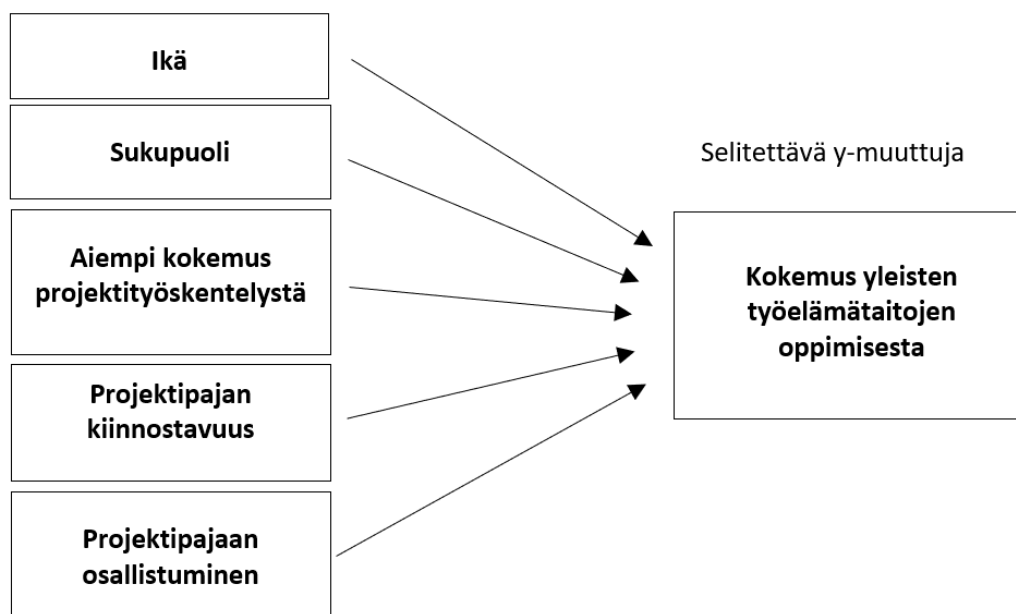 Ikä
Sukupuoli
Aiempi kokemus
projektityöskentelystä
Projektipajan
kiinnostavuus
Projektipajaan
osallistuminen
Selitettävä y-muuttuja
Kokemus yleisten
työelämätaitojen
oppimisesta